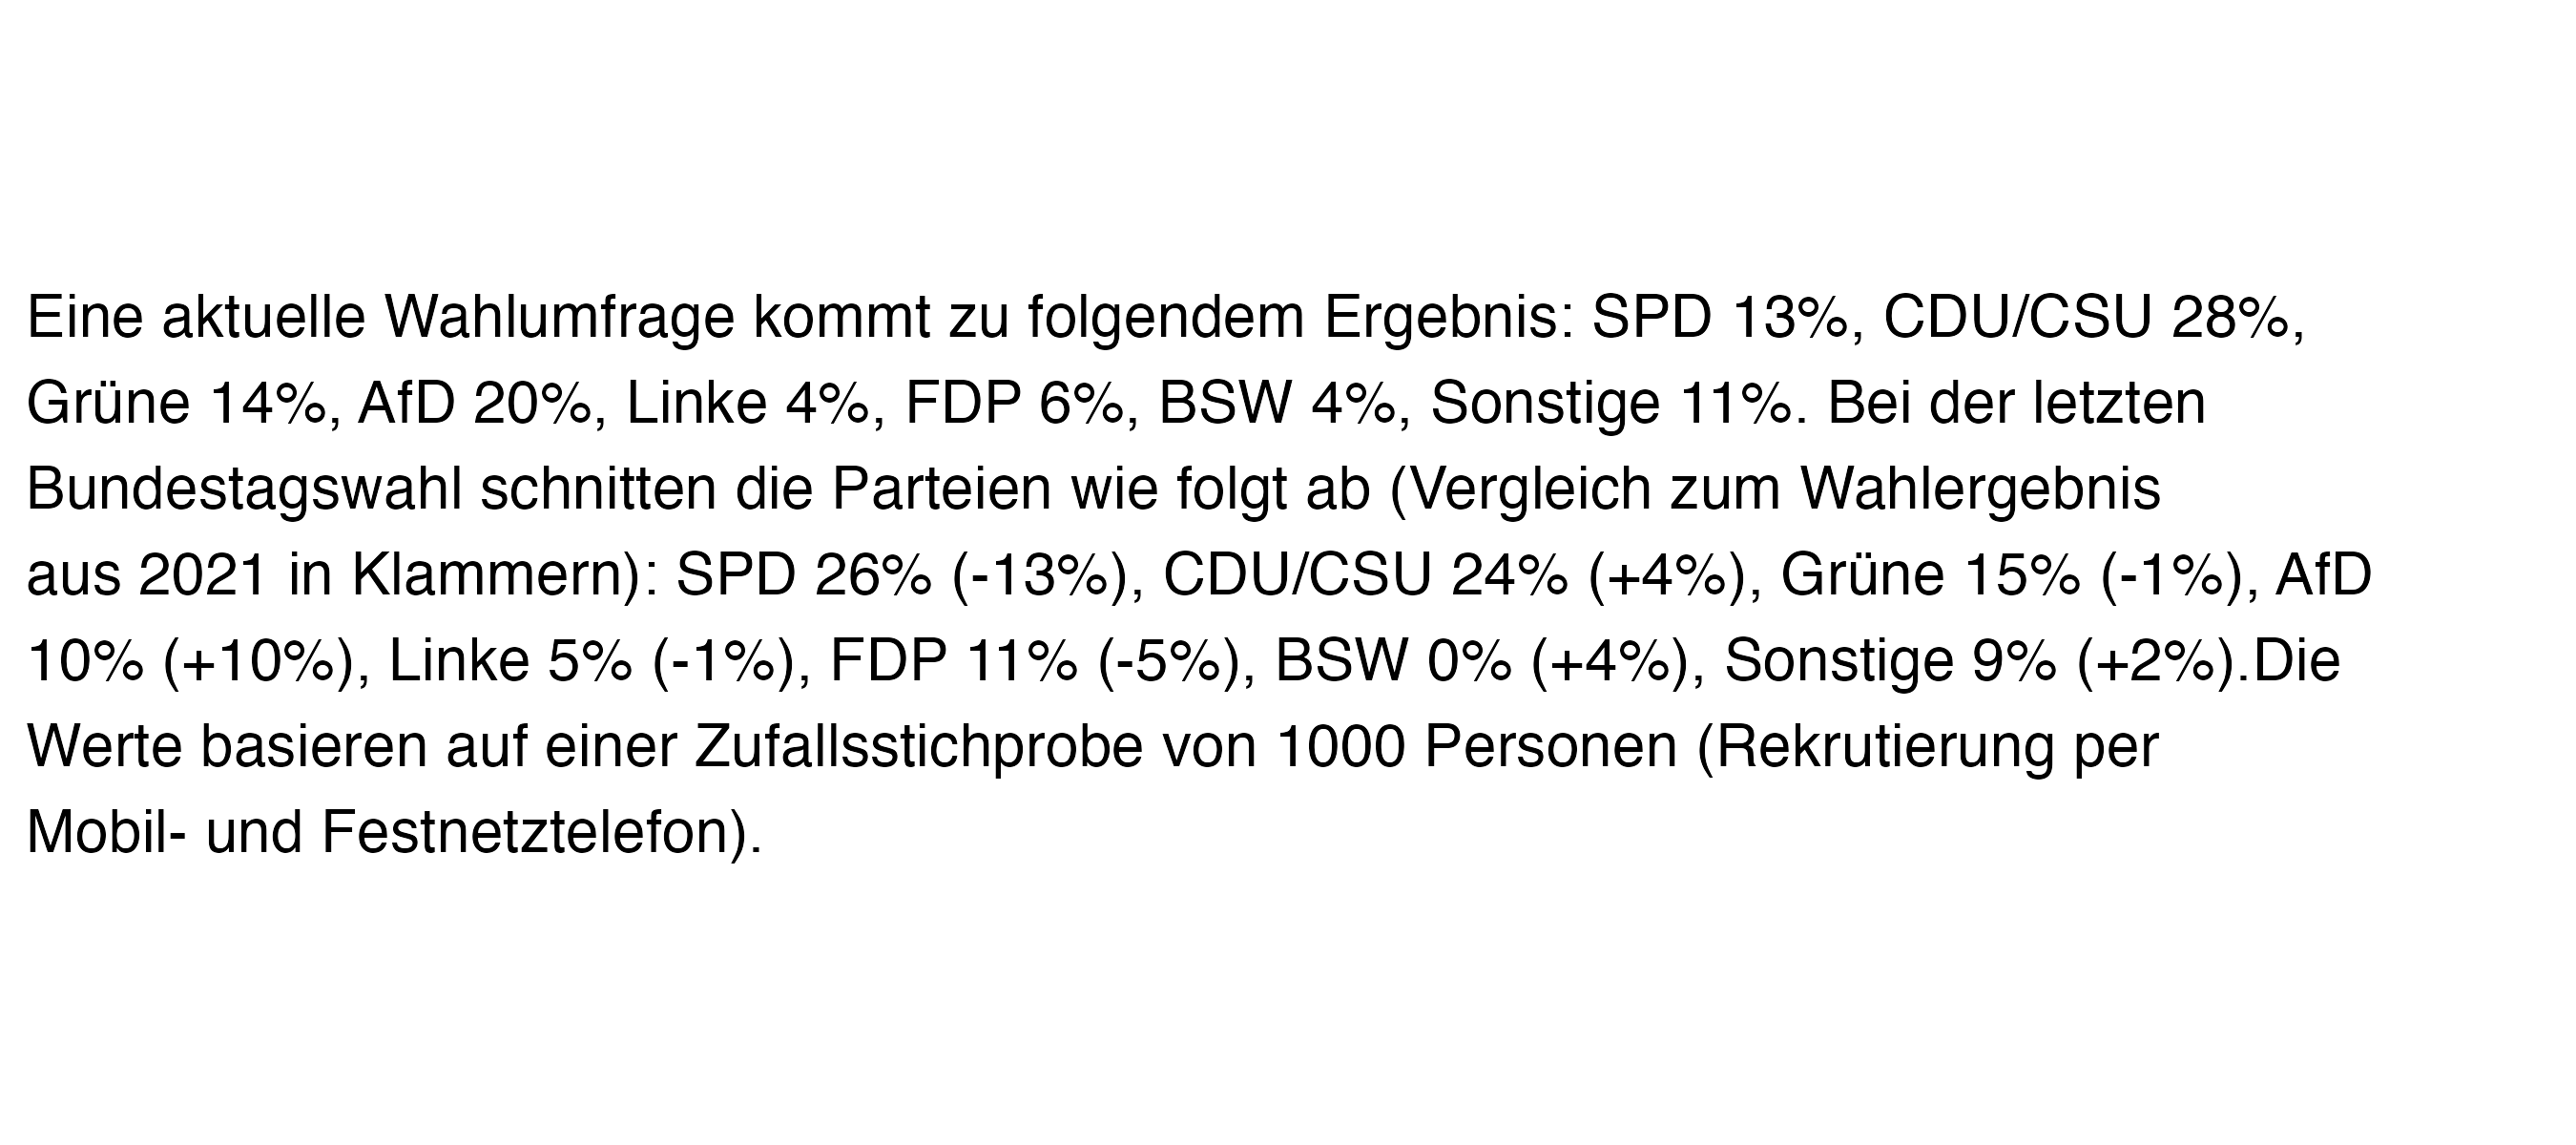 Eine aktuelle Wahlumfrage kommt zu folgendem Ergebnis: SPD 13%, CDU/CSU 28%,
Grüne 14%, AfD 20%, Linke 4%, FDP 6%, BSW 4%, Sonstige 11%. Bei der letzten
Bundestagswahl schnitten die Parteien wie folgt ab (Vergleich zum Wahlergebnis
aus 2021 in Klammern): SPD 26% (-13%), CDU/CSU 24% (+4%), Grüne 15% (-1%), AfD
10% (+10%), Linke 5% (-1%), FDP 11% (-5%), BSW 0% (+4%), Sonstige 9% (+2%).Die
Werte basieren auf einer Zufallsstichprobe von 1000 Personen (Rekrutierung per
Mobil- und Festnetztelefon).